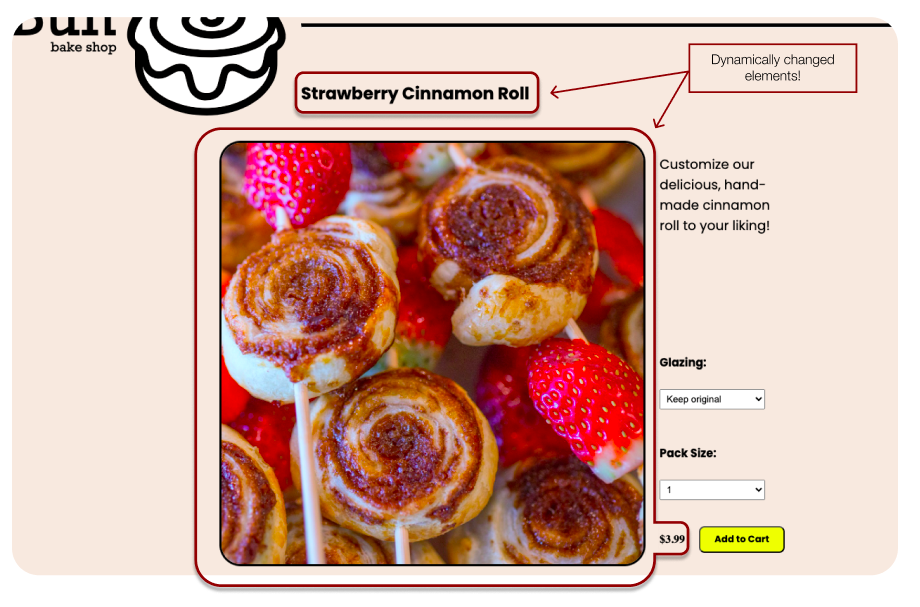 bake shop
Strawberry Cinnamon Roll
Dynamically changed
elements!
Customize our
delicious, hand-
made cinnamon
roll to your liking!
Glazing:
Keep original
Pack Size:
1
$3.99
Add to Cart